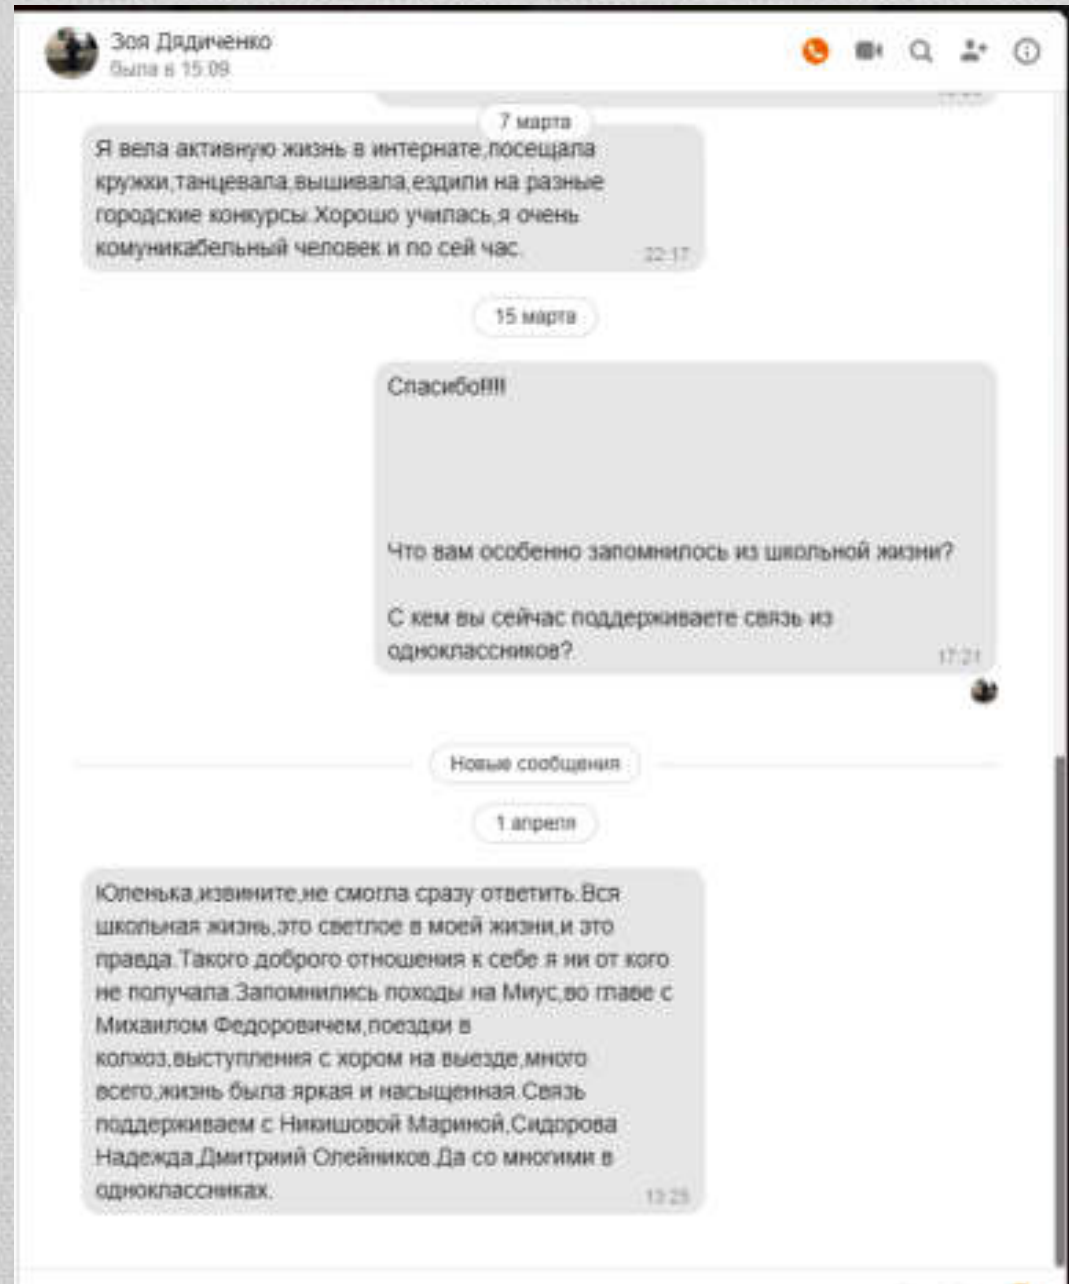 Зоя Дядиченко
была в 15:09
7 марта
Я вела активную жизнь в интернате,посещала
кружки,танцевала,вышивала,ездили на разные
городские конкурсы.Хорошо училась,я очень
комуникабельный человек и по сей час.
22:17
15 марта
Спасибо!!!!
Что вам особенно запомнилось из школьной жизни?
С кем вы сейчас поддерживаете связь из
одноклассников?
17:21
Новые сообщения
1 апреля
Юленька,извините,не смогла сразу ответить.Вся
школьная жизнь,это светлое в моей жизни,и это
правда.Такого доброго отношения к себе я ни от кого
не получала.Запомнились походы на Миус,во главе с
Михаилом Федоровичем,поездки в
колхоз,выступления с хором на выезде,много
всего,жизнь была яркая и насыщенная.Связь
поддерживаем с Никишовой Мариной,Сидорова
Надежда,Дмитриий Олейников.Да со многими в
одноклассниках.
13:25